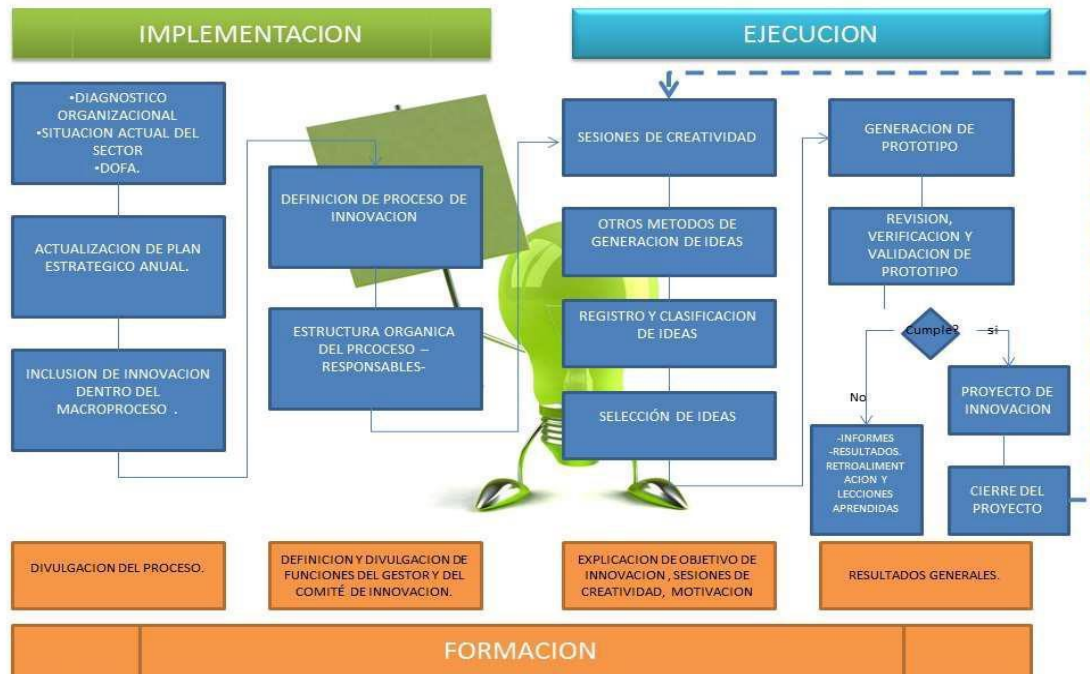 IMPLEMENTACION
EJECUCION
•DIAGNOSTICO
ORGANIZACIONAL
•SITUACION ACTUAL DEL
SECTOR
•DOFA.
ACTUALIZACION DE PLAN
ESTRATEGICO ANUAL.
INCLUSION DE INNOVACION
DENTRO DEL
MACROPROCESO .
DEFINICION DE PROCESO DE
INNOVACION
ESTRUCTURA ORGANICA
DEL PRCOCESO –
RESPONSABLES-
SESIONES DE CREATIVIDAD
OTROS METODOS DE
GENERACION DE IDEAS
REGISTRO Y CLASIFICACION
DE IDEAS
SELECCIÓN DE IDEAS
GENERACION DE
PROTOTIPO
REVISION,
VERIFICACION Y
VALIDACION DE
PROTOTIPO
Cumple?
si
No
-INFORMES
-RESULTADOS.
RETROALIMENT
ACION Y
LECCIONES
APRENDIDAS
PROYECTO DE
INNOVACION
CIERRE DEL
PROYECTO
DIVULGACION DEL PROCESO.
DEFINICION Y DIVULGACION DE
FUNCIONES DEL GESTOR Y DEL
COMITÉ DE INNOVACION.
EXPLICACION DE OBJETIVO DE
INNOVACION , SESIONES DE
CREATIVIDAD, MOTIVACION
RESULTADOS GENERALES.
FORMACION